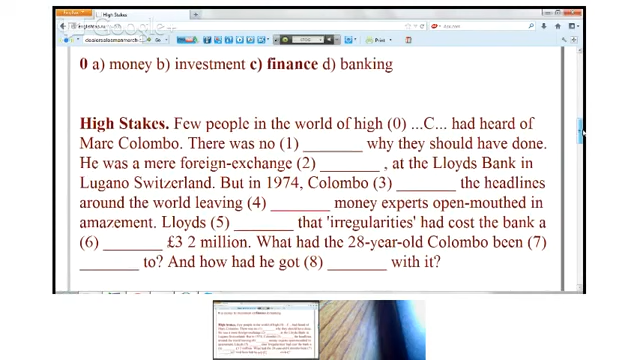 High Stakes
0 a) money b) investment c) finance d) banking
High Stakes. Few people in the world of high (0) ...C... had heard of
Marc Colombo. There was no (1) ________ why they should have done.
He was a mere foreign-exchange (2) ________ , at the Lloyds Bank in
Lugano Switzerland. But in 1974, Colombo (3) ________ the headlines
around the world leaving (4) ________ money experts open-mouthed in
amazement. Lloyds (5) ________ that 'irregularities' had cost the bank a
(6) ________ £3 2 million. What had the 28-year-old Colombo been (7)
________ to? And how had he got (8) ________ with it?